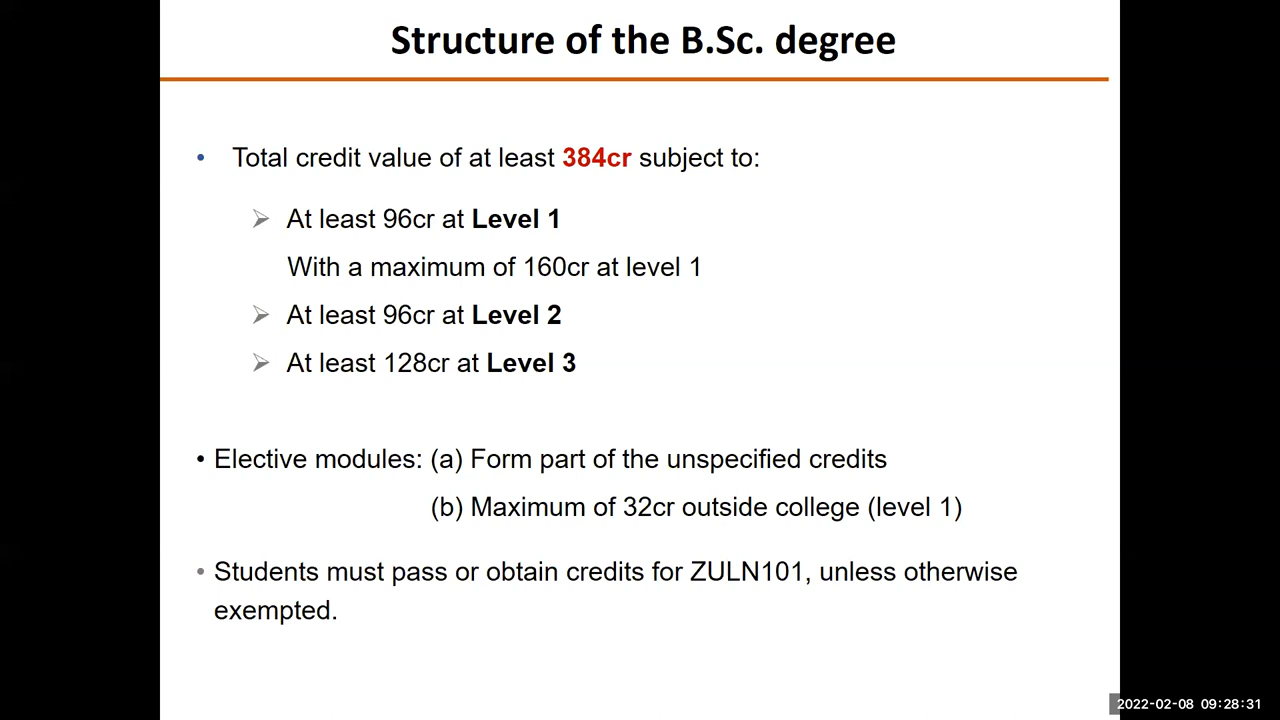 Structure of the B.Sc. degree
• Total credit value of at least 384cr subject to:
➢ At least 96cr at Level 1
With a maximum of 160cr at level 1
➢ At least 96cr at Level 2
➢ At least 128cr at Level 3
• Elective modules: (a) Form part of the unspecified credits
(b) Maximum of 32cr outside college (level 1)
• Students must pass or obtain credits for ZULN101, unless otherwise
exempted.
2022-02-08 09:28:31